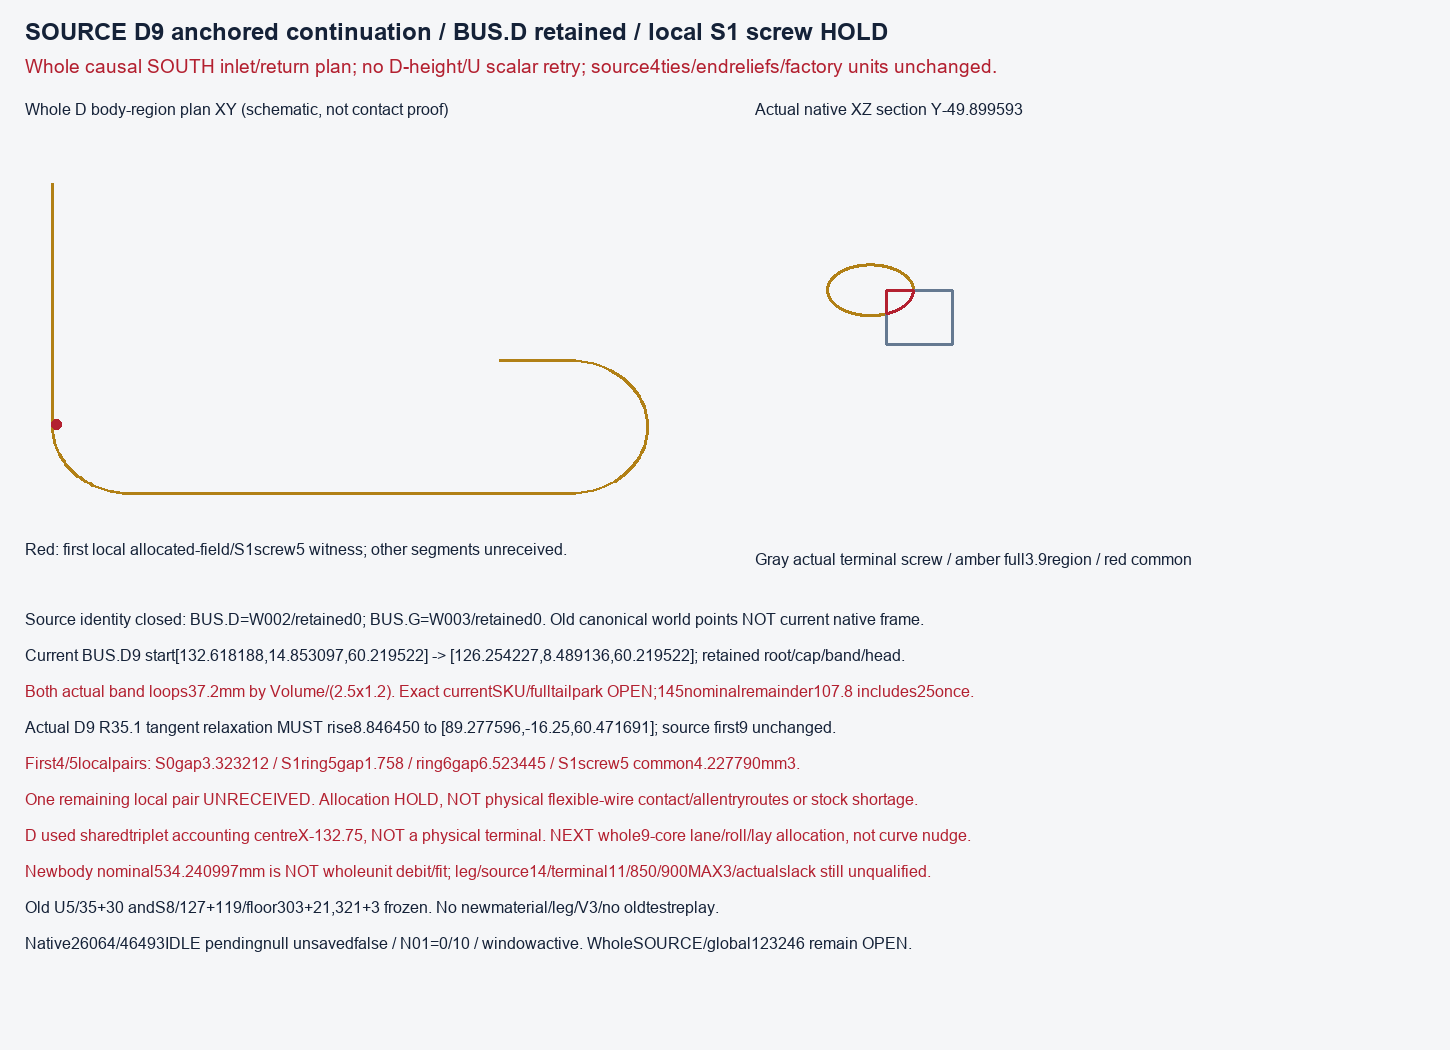 SOURCE D9 anchored continuation / BUS.D retained / local S1 screw HOLD
Whole causal SOUTH inlet/return plan; no D-height/U scalar retry; source4ties/endreliefs/factory units unchanged.
Whole D body-region plan XY (schematic, not contact proof)
Actual native XZ section Y-49.899593
Red: first local allocated-field/S1screw5 witness; other segments unreceived.
Gray actual terminal screw / amber full3.9region / red common
Source identity closed: BUS.D=W002/retained0; BUS.G=W003/retained0. Old canonical world points NOT current native frame.
Current BUS.D9 start[132.618188,14.853097,60.219522] -> [126.254227,8.489136,60.219522]; retained root/cap/band/head.
Both actual band loops37.2mm by Volume/(2.5x1.2). Exact currentSKU/fulltailpark OPEN;145nominalremainder107.8 includes25once.
Actual D9 R35.1 tangent relaxation MUST rise8.846450 to [89.277596,-16.25,60.471691]; source first9 unchanged.
First4/5localpairs: S0gap3.323212 / S1ring5gap1.758 / ring6gap6.523445 / S1screw5 common4.227790mm3.
One remaining local pair UNRECEIVED. Allocation HOLD, NOT physical flexible-wire contact/allentryroutes or stock shortage.
D used sharedtriplet accounting centreX-132.75, NOT a physical terminal. NEXT whole9-core lane/roll/lay allocation, not curve nudge.
Newbody nominal534.240997mm is NOT wholeunit debit/fit; leg/source14/terminal11/850/900MAX3/actualslack still unqualified.
Old U5/35+30 andS8/127+119/floor303+21,321+3 frozen. No newmaterial/leg/V3/no oldtestreplay.
Native26064/46493IDLE pendingnull unsavedfalse / N01=0/10 / windowactive. WholeSOURCE/global123246 remain OPEN.